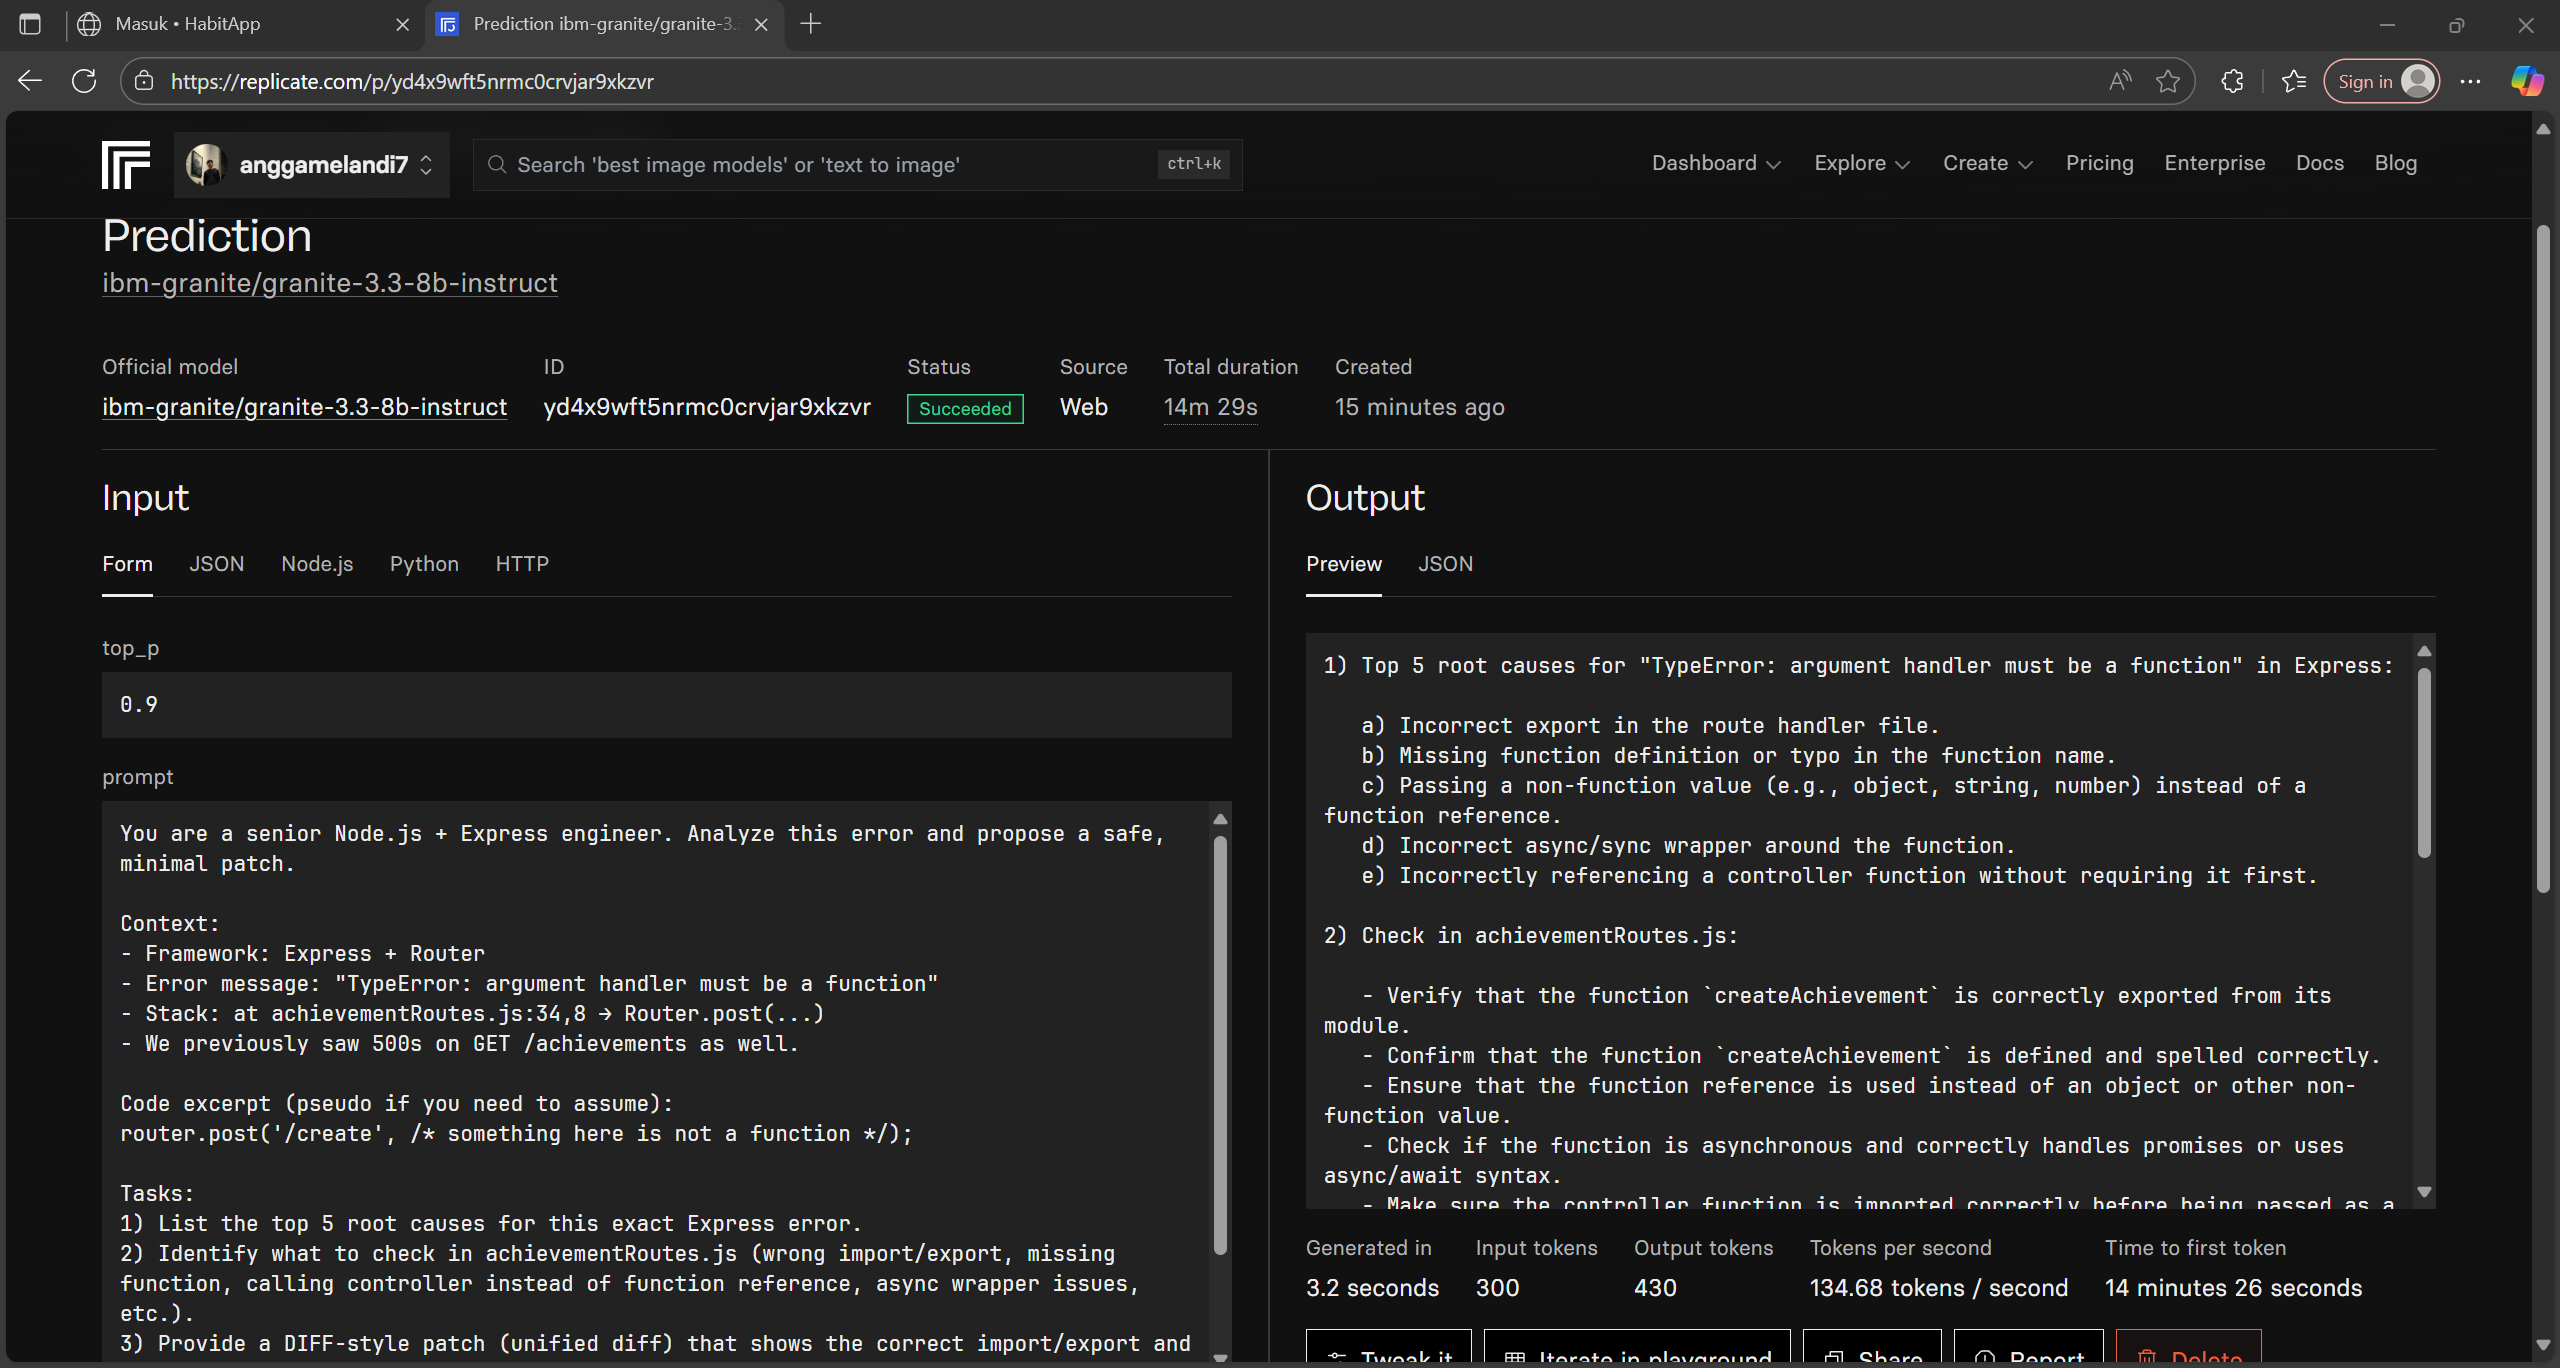 Masuk • HabitApp
Prediction ibm-granite/granite-3.
https://replicate.com/p/yd4x9wft5nrmc0crvjar9xkzvr
Sign in
anggamelandi7
Search 'best image models' or 'text to image'
ctrl+k
Dashboard
Explore
Create
Pricing
Enterprise
Docs
Blog
Prediction
ibm-granite/granite-3.3-8b-instruct
Official model
ibm-granite/granite-3.3-8b-instruct
ID
yd4x9wft5nrmc0crvjar9xkzvr
Status
Succeeded
Source
Web
Total duration
14m 29s
Created
15 minutes ago
Input
Form JSON Node.js Python HTTP
top_p
0.9
prompt
You are a senior Node.js + Express engineer. Analyze this error and propose a safe,
minimal patch.
Context:
- Framework: Express + Router
- Error message: "TypeError: argument handler must be a function"
- Stack: at achievementRoutes.js:34,8 → Router.post(...)
- We previously saw 500s on GET /achievements as well.
Code excerpt (pseudo if you need to assume):
router.post('/create', /* something here is not a function */);
Tasks:
1) List the top 5 root causes for this exact Express error.
2) Identify what to check in achievementRoutes.js (wrong import/export, missing
function, calling controller instead of function reference, async wrapper issues,
etc.).
3) Provide a DIFF-style patch (unified diff) that shows the correct import/export and
Output
Preview JSON
1) Top 5 root causes for "TypeError: argument handler must be a function" in Express:
a) Incorrect export in the route handler file.
b) Missing function definition or typo in the function name.
c) Passing a non-function value (e.g., object, string, number) instead of a
function reference.
d) Incorrect async/sync wrapper around the function.
e) Incorrectly referencing a controller function without requiring it first.
2) Check in achievementRoutes.js:
- Verify that the function `createAchievement` is correctly exported from its
module.
- Confirm that the function `createAchievement` is defined and spelled correctly.
- Ensure that the function reference is used instead of an object or other non-
function value.
- Check if the function is asynchronous and correctly handles promises or uses
async/await syntax.
- Make sure the controller function is imported correctly before being passed as a
Generated in
3.2 seconds
Input tokens
300
Output tokens
430
Tokens per second
134.68 tokens / second
Time to first token
14 minutes 26 seconds
Tweak it
Iterate in playground
Share
Report
Delete